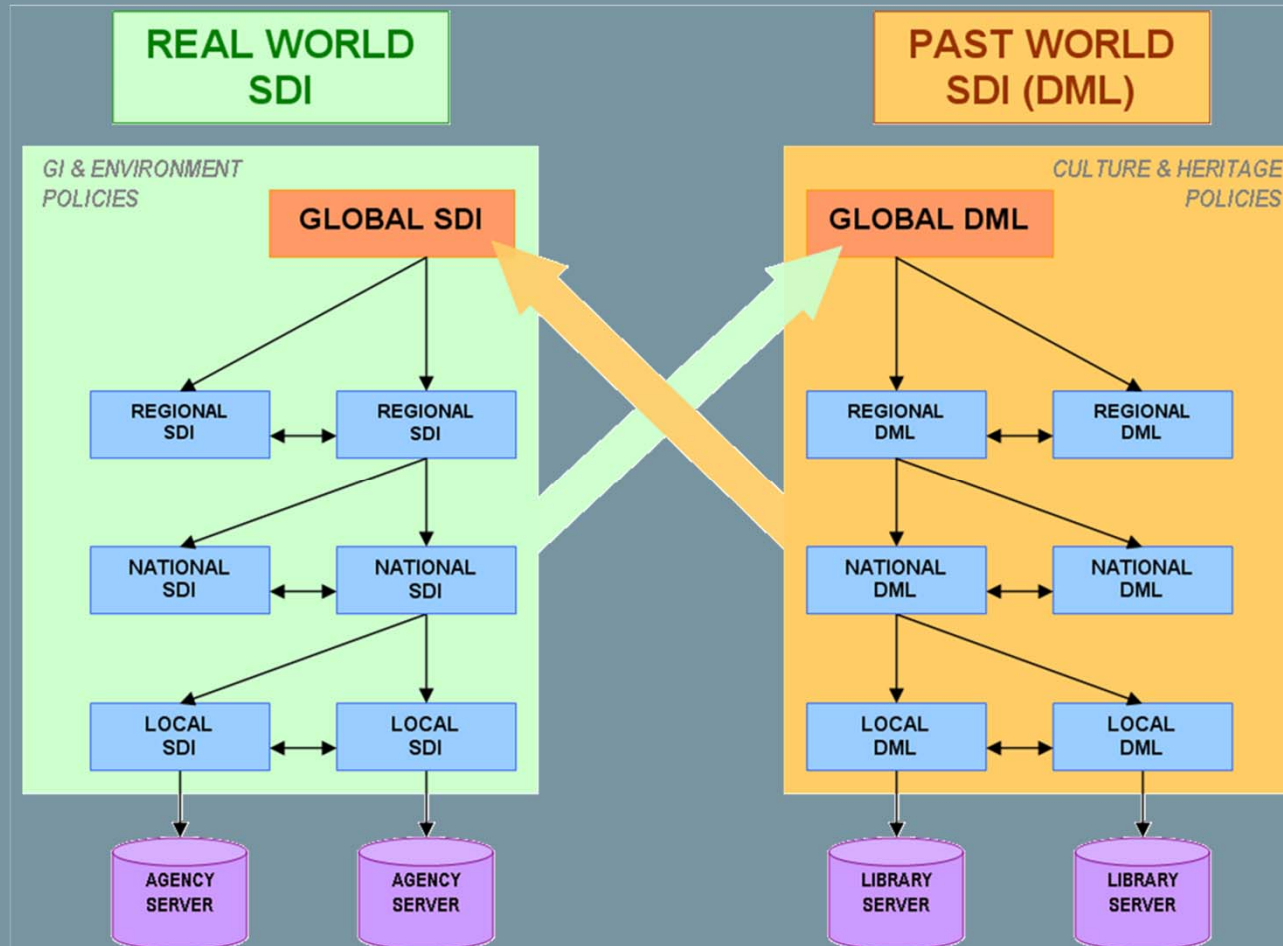 REAL WORLD
SDI
PAST WORLD
SDI (DML)
GI & ENVIRONMENT
POLICIES
CULTURE & HERITAGE
POLICIES
GLOBAL SDI
GLOBAL DML
REGIONAL
SDI
REGIONAL
SDI
REGIONAL
DML
REGIONAL
DML
NATIONAL
SDI
NATIONAL
SDI
NATIONAL
DML
NATIONAL
DML
LOCAL
SDI
LOCAL
SDI
LOCAL
DML
LOCAL
DML
AGENCY
SERVER
AGENCY
SERVER
LIBRARY
SERVER
LIBRARY
SERVER